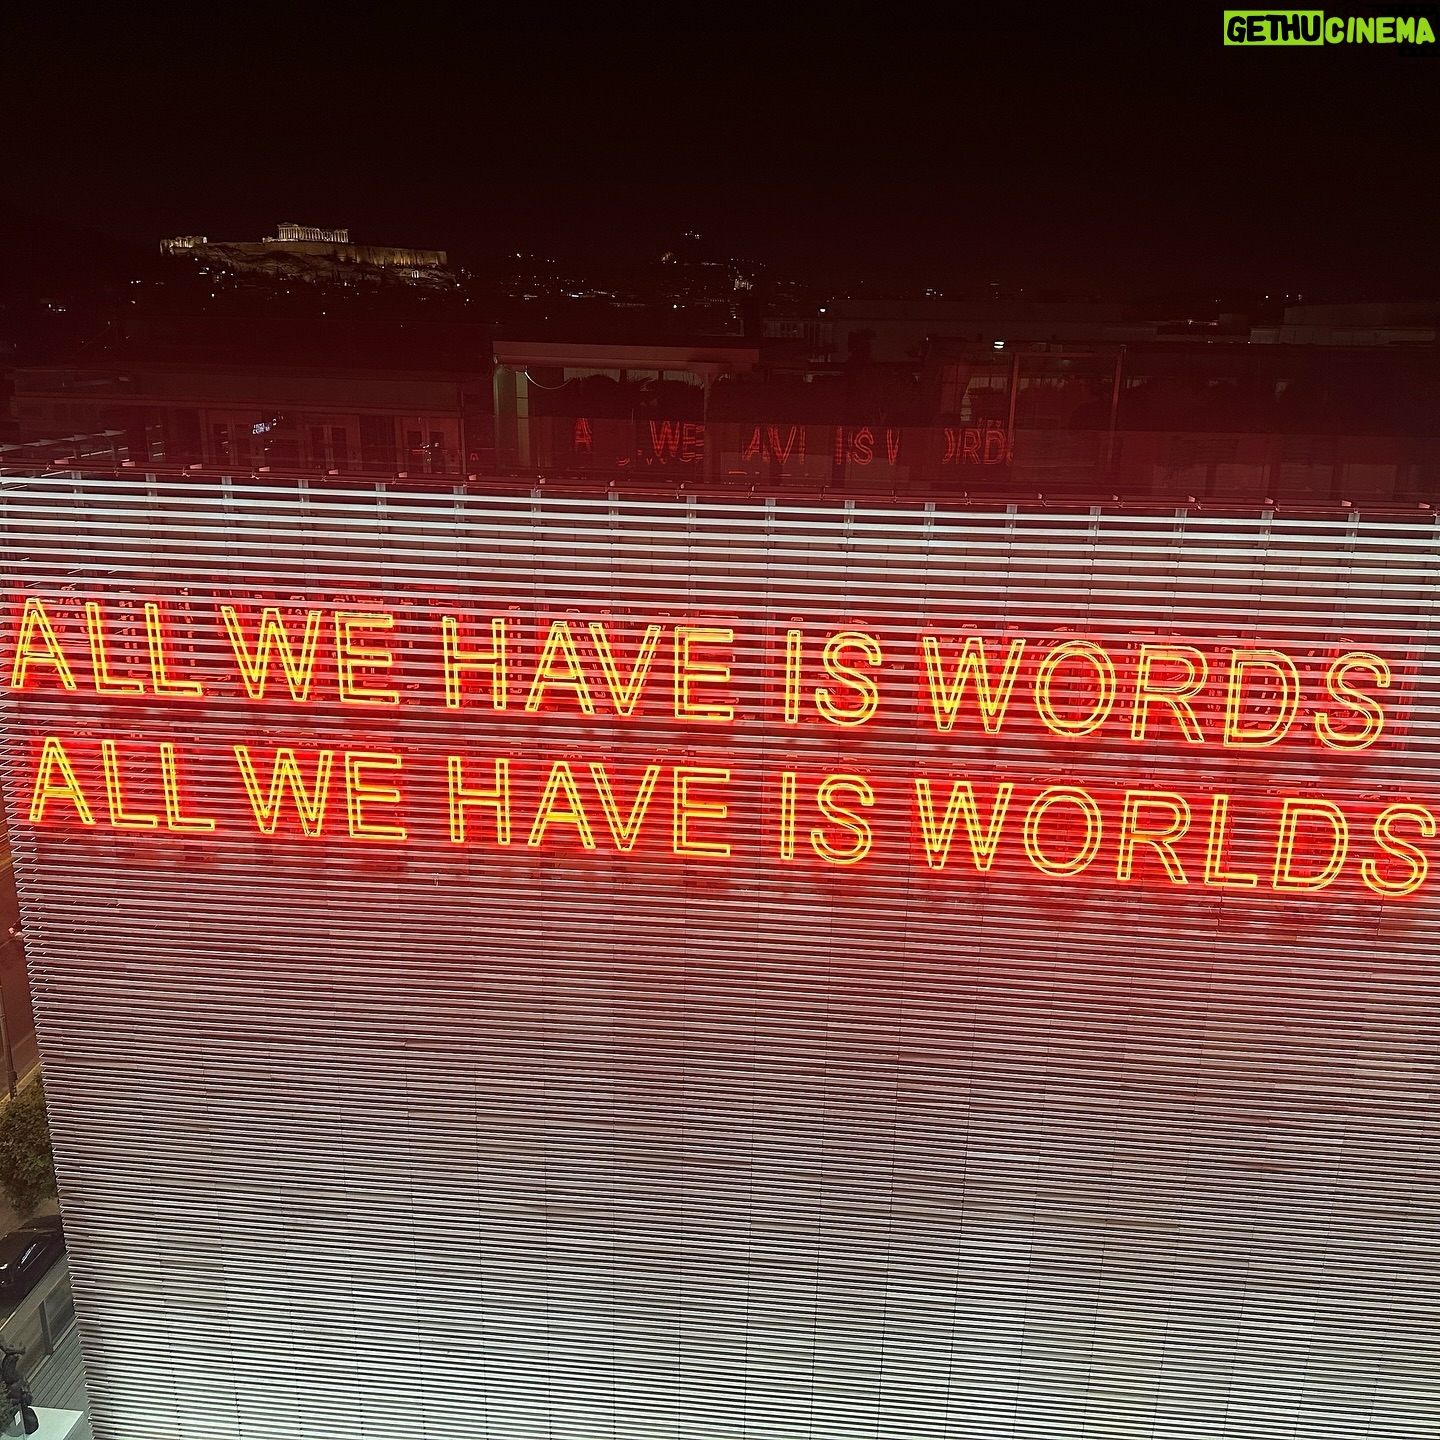 GETHUCINEMA
ALL WE HAVE IS WORDS
ALL WE HAVE IS WORLDS